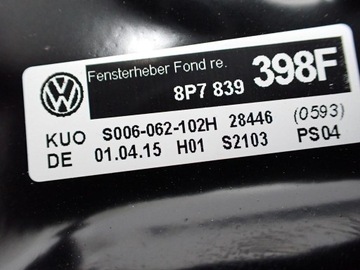 Fensterheber Fond re.
8P7 839 398F
KUO S006-062-102H 28446 (0593)
DE 01.04.15 H01 S2103 PS04